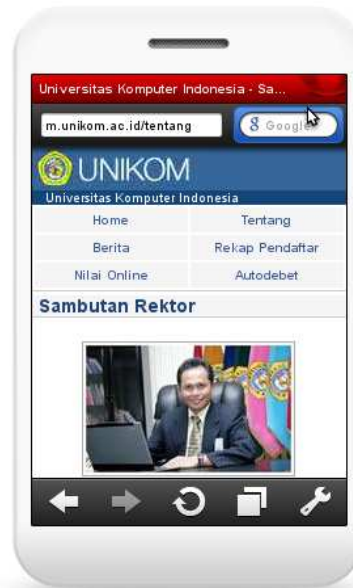 Universitas Komputer Indonesia - Sa...
m.unikom.ac.id/tentang
g Google
UNIKOM
Universitas Komputer Indonesia
Home Tentang
Berita Rekap Pendaftar
Nilai Online Autodebet
Sambutan Rektor